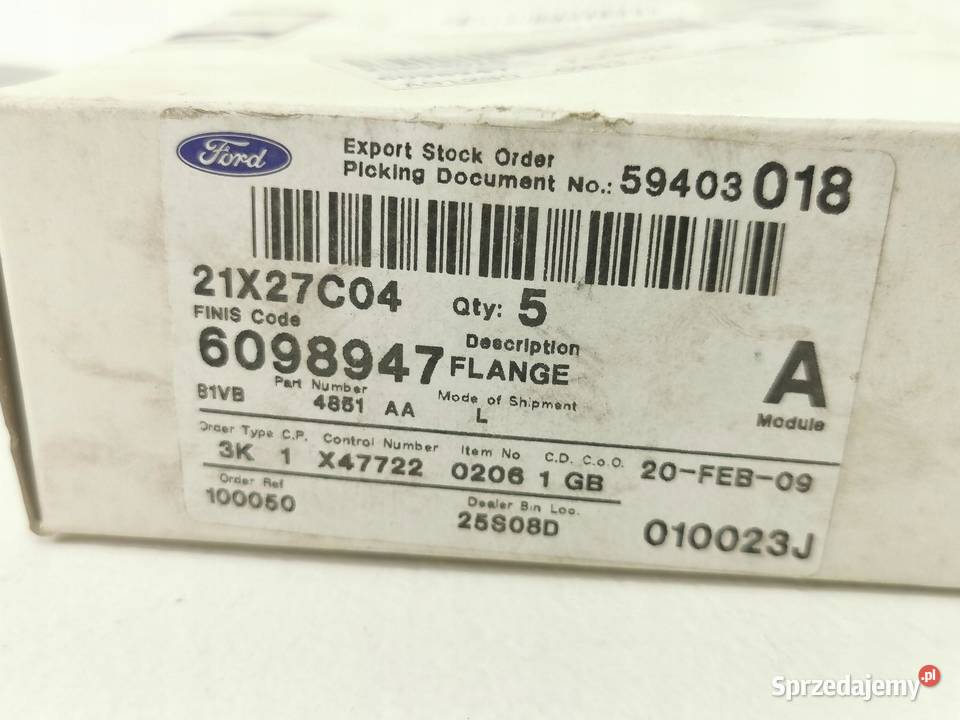 Ford
Export Stock Order
Picking Document No.: 59403 018
21X27C04 Qty: 5
FINIS Code
6098947
Description
FLANGE
A
Module
Part Number
B1VB 4851 AA
Mode of Shipment
L
Order Type C.P. Control Number Item No C.D. C.o.O.
3K 1 X47722 0206 1 GB
20-FEB-09
Order Ref
100050
Dealer Bin Loc.
25S08D
010023J
Sprzedajemy.pl